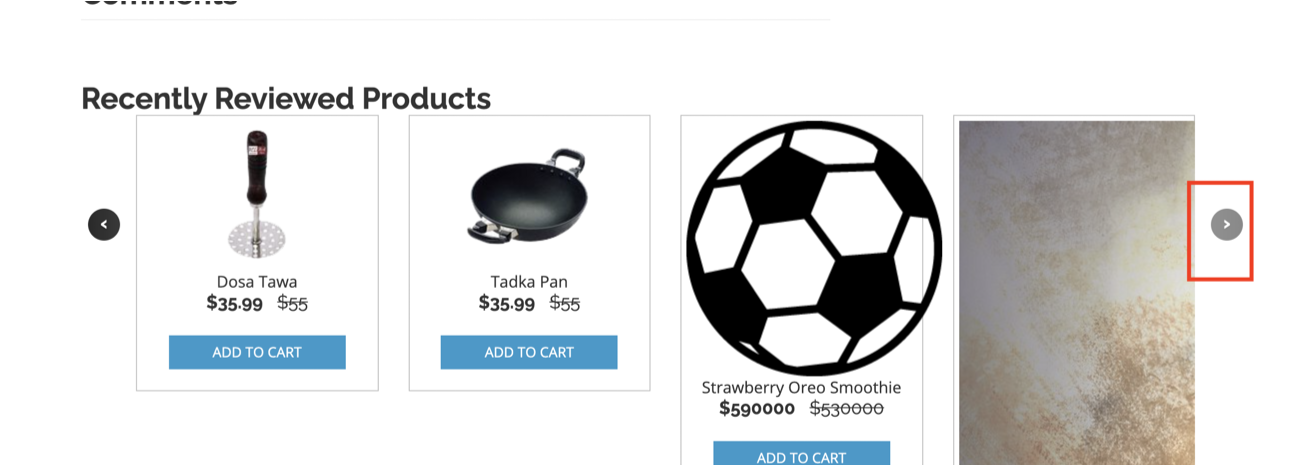 Comments
Recently Reviewed Products
<
Dosa Tawa
$35.99 $55
ADD TO CART
Tadka Pan
$35.99 $55
ADD TO CART
Strawberry Oreo Smoothie
$590000 $530000
ADD TO CART
>